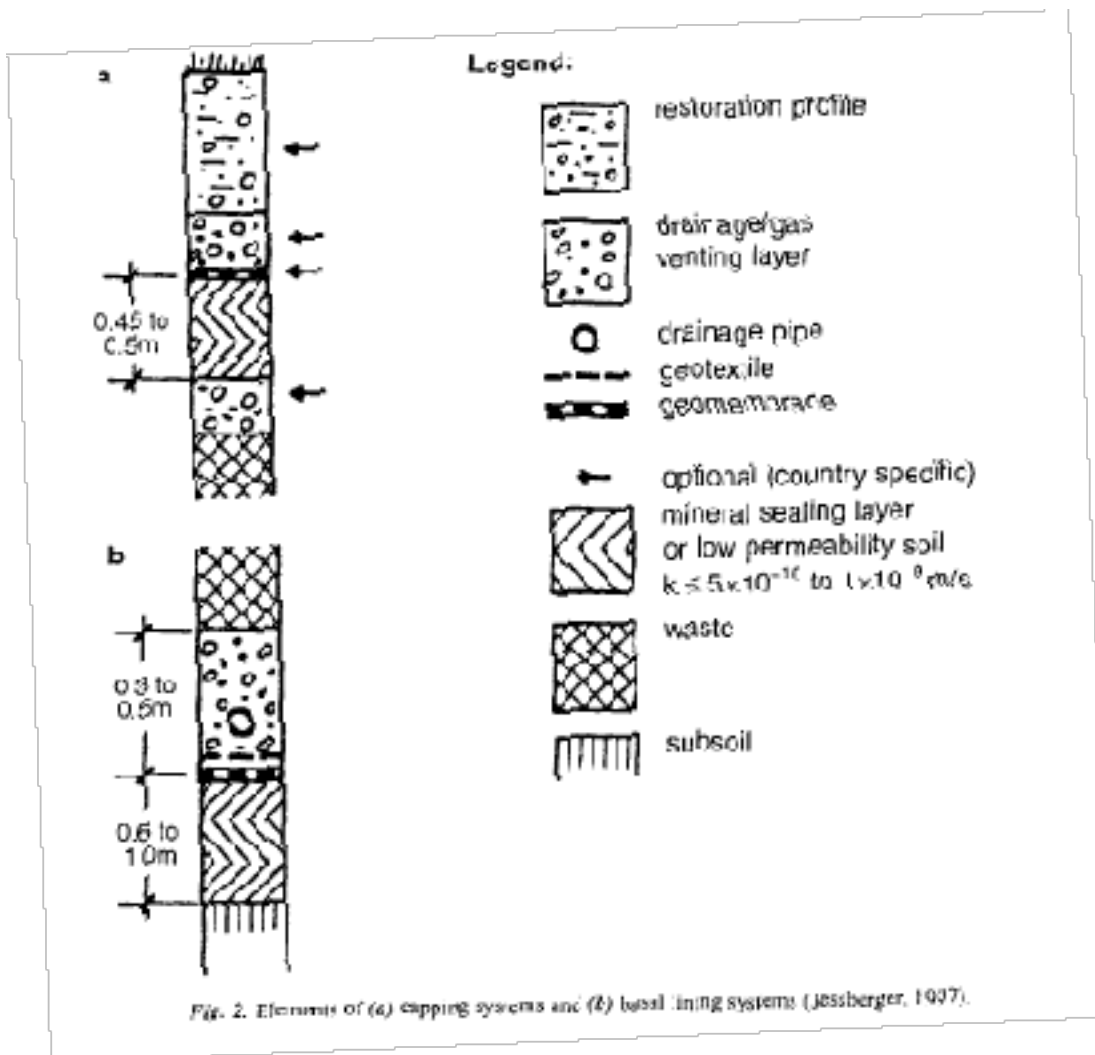 a
Legend:
restoration profile
drainage/gas
venting layer
0.45 to
0.5m
drainage pipe
geotextile
geomembrane
optional (country specific)
mineral sealing layer
or low permeability soil
b
waste
0.3 to
0.5m
subsoil
0.6 to
1.0m
Fig. 2. Elements of (a) capping systems and (b) basal lining systems (Jessberger, 1997).